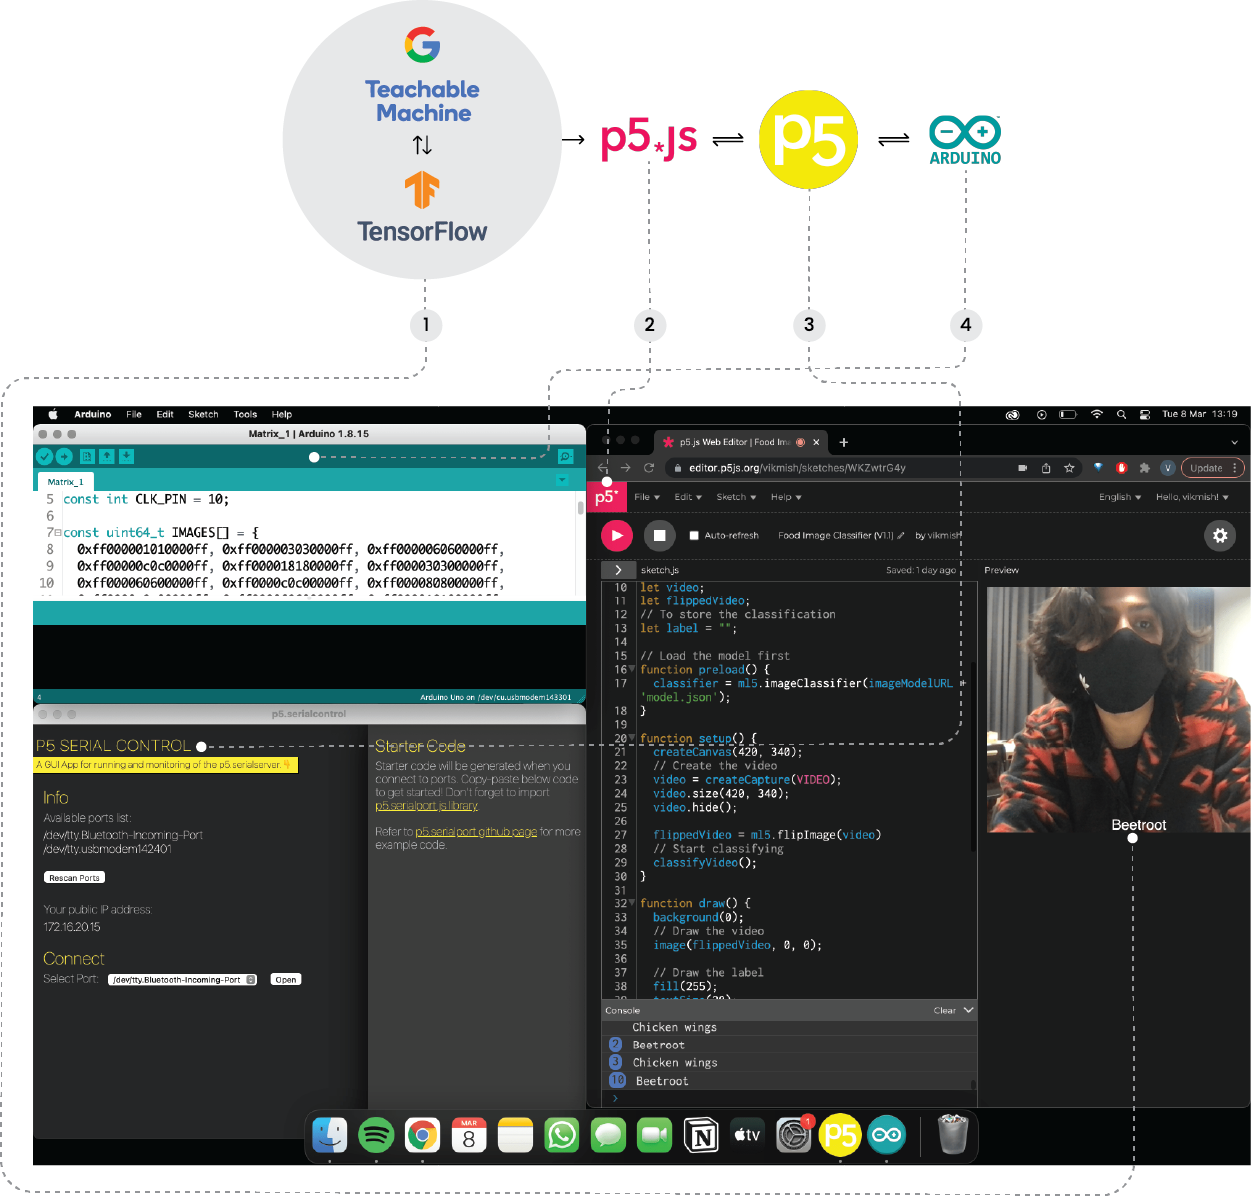 Teachable
Machine
TensorFlow
p5*JS
p5
ARDUINO
1
2
3
4
Arduino File Edit Sketch Tools Help
Tue 8 Mar 13:19
Matrix_1 | Arduino 1.8.15
Matrix_1
5 const int CLK_PIN = 10;
6
7 const uint64_t IMAGES[] = {
8 0xff000001010000ff, 0xff000003030000ff, 0xff000006060000ff,
9 0xff00000c0c0000ff, 0xff000018180000ff, 0xff000030300000ff,
10 0xff000060600000ff, 0xff0000c0c00000ff, 0xff000080800000ff,
4
Arduino Uno on /dev/cu.usbmodem143301
p5.serialcontrol
P5 SERIAL CONTROL
A GUI App for running and monitoring of the p5.serialserver.
Info
Available ports list:
/dev/tty.Bluetooth-Incoming-Port
/dev/tty.usbmodem142401
Rescan Ports
Your public IP address:
172.16.20.15
Connect
Select Port: /dev/tty.Bluetooth-Incoming-Port Open
Starter Code
Starter code will be generated when you
connect to ports. Copy-paste below code
to get started! Don't forget to import
p5.serialport js library
Refer to p5.serialport github page for more
example code.
p5.js Web Editor | Food Im
editor.p5js.org/vikmish/sketches/WKZwtrG4y
V
Update
p5*
File Edit Sketch Help
English Hello, vikmish!
Auto-refresh Food Image Classifier (V1.1) by vikmish
sketch.js Saved: 1 day ago Preview
10 let video;
11 let flippedVideo;
12 // To store the classification
13 let label = "";
14
15 // Load the model first
16 function preload() {
17 classifier = ml5.imageClassifier(imageModelURL +
'model.json');
18 }
19
20 function setup() {
21 createCanvas(420, 340);
22 // Create the video
23 video = createCapture(VIDEO);
24 video.size(420, 340);
25 video.hide();
26
27 flippedVideo = ml5.flipImage(video)
28 // Start classifying
29 classifyVideo();
30 }
31
32 function draw() {
33 background(0);
34 // Draw the video
35 image(flippedVideo, 0, 0);
36
37 // Draw the label
38 fill(255);
Beetroot
Console Clear
Chicken wings
2 Beetroot
3 Chicken wings
10 Beetroot
MAR
8
N
tv
1
p5